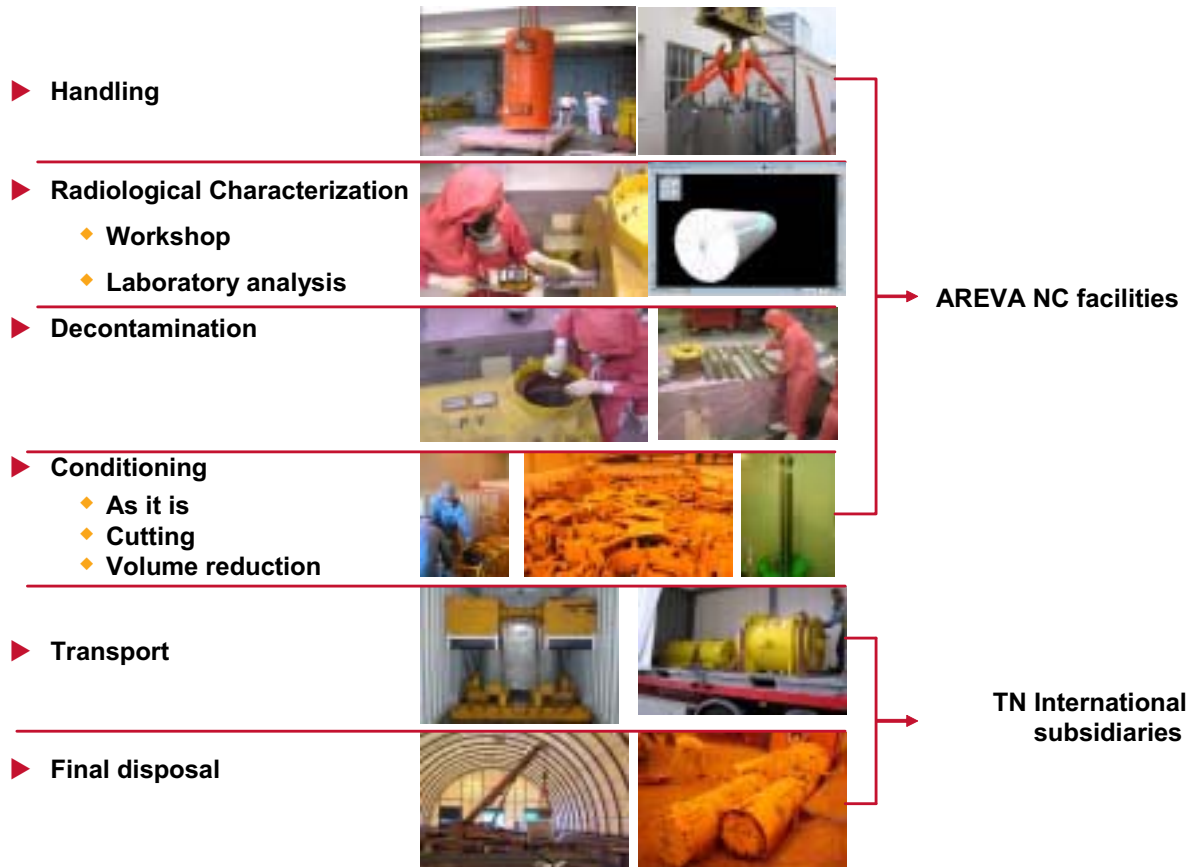 Handling
Radiological Characterization
Workshop
Laboratory analysis
Decontamination
Conditioning
As it is
Cutting
Volume reduction
AREVA NC facilities
Transport
Final disposal
TN International
subsidiaries